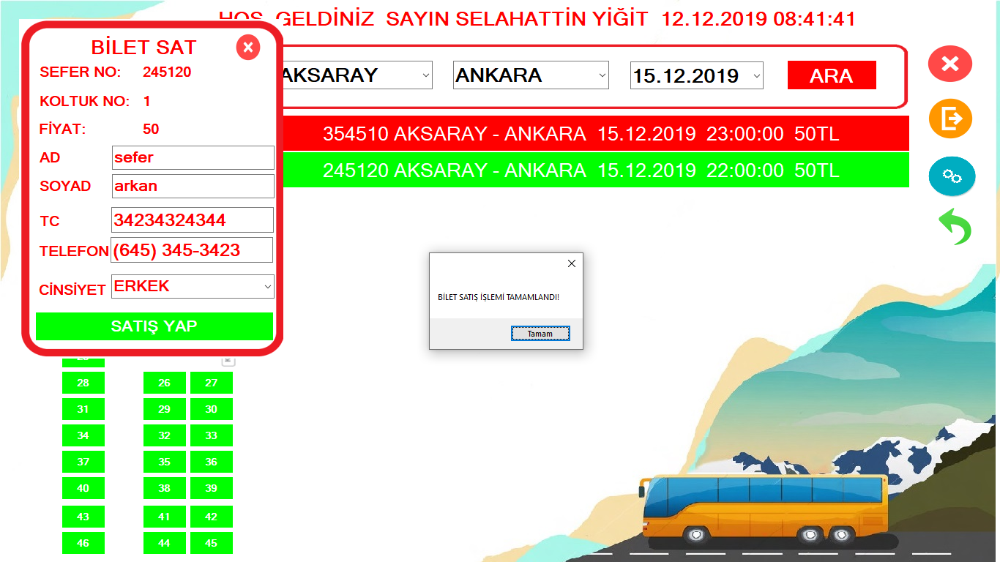 HOŞ GELDİNİZ SAYIN SELAHATTİN YİĞİT 12.12.2019 08:41:41
BİLET SAT
SEFER NO: 245120
KOLTUK NO: 1
FİYAT: 50
AD sefer
SOYAD arkan
TC 34234324344
TELEFON (645) 345-3423
CİNSİYET ERKEK
SATIŞ YAP
AKSARAY ANKARA 15.12.2019 ARA
354510 AKSARAY - ANKARA 15.12.2019 23:00:00 50TL
245120 AKSARAY - ANKARA 15.12.2019 22:00:00 50TL
BİLET SATIŞ İŞLEMİ TAMAMLANDI!
Tamam
28 26 27
31 29 30
34 32 33
37 35 36
40 38 39
43 41 42
46 44 45